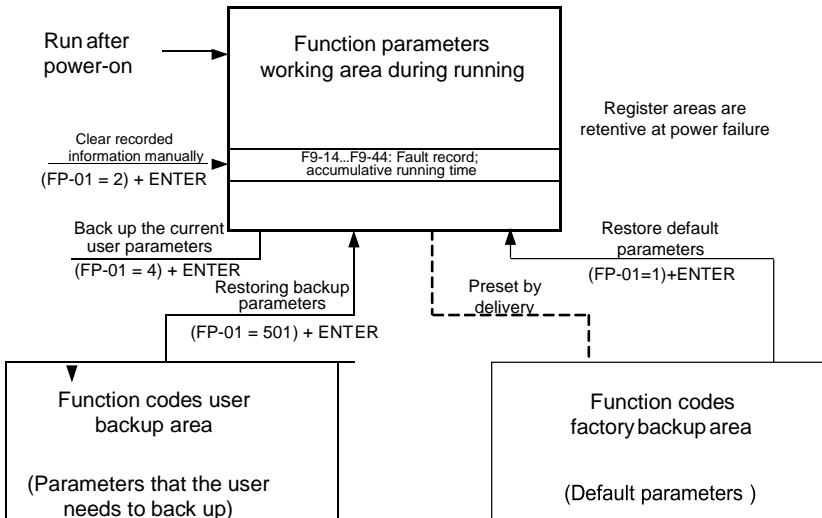 Run after
power-on
Function parameters
working area during running
Register areas are
retentive at power failure
Clear recorded
information manually
(FP-01 = 2) + ENTER
F9-14...F9-44: Fault record;
accumulative running time
Back up the current
user parameters
(FP-01 = 4) + ENTER
Restoring backup
parameters
(FP-01 = 501) + ENTER
Preset by
delivery
Restore default
parameters
(FP-01=1)+ENTER
Function codes user
backup area
(Parameters that the user
needs to back up)
Function codes
factory backup area
(Default parameters )